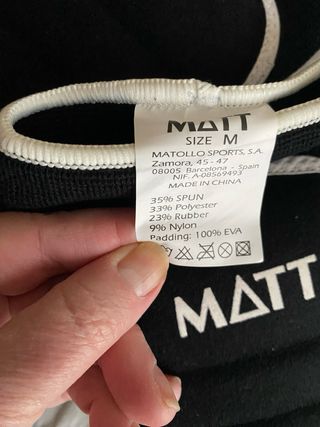 MATT
SIZE M
MATOLLO SPORTS, S.A.
Zamora, 45 - 47
08005 Barcelona - Spain
NIF. A-08569493
MADE IN CHINA
35% SPUN
33% Polyester
23% Rubber
9% Nylon
Padding: 100% EVA
MATT